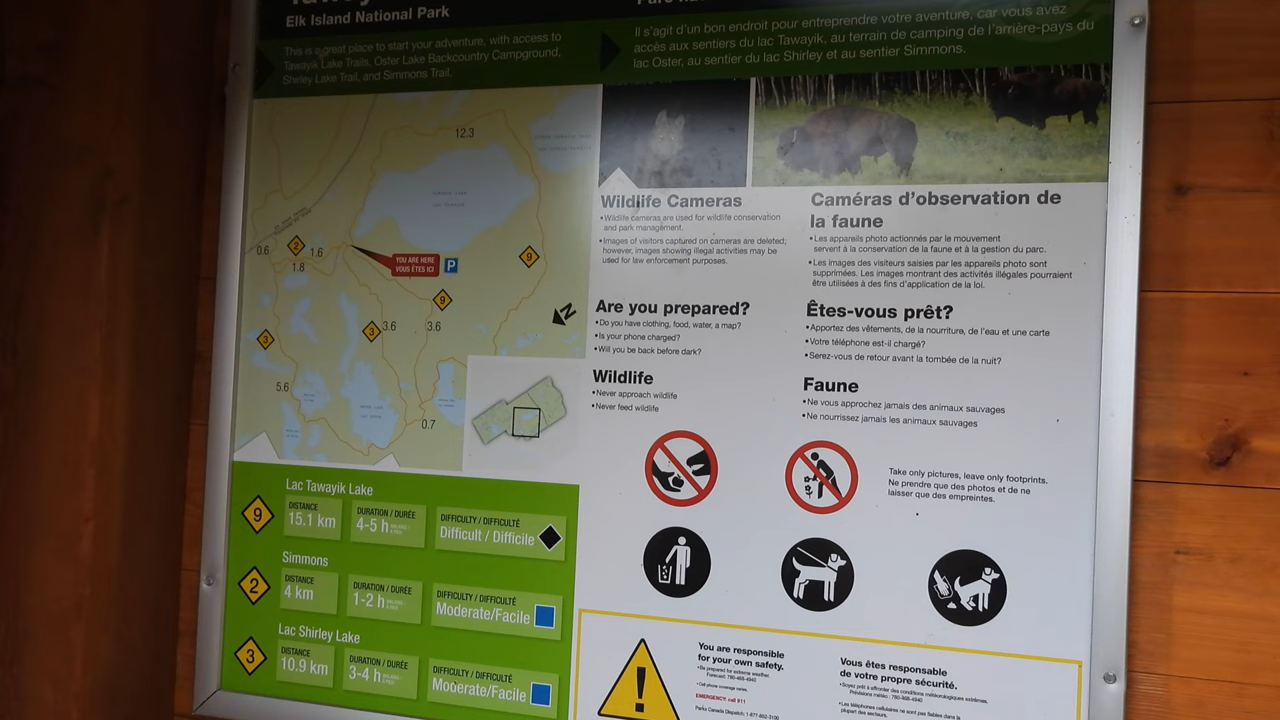 Elk Island National Park
This is a great place to start your adventure, with access to
Tawayik Lake Trails, Oster Lake Backcountry Campground,
Shirley Lake Trail, and Simmons Trail.
Il s'agit d'un bon endroit pour entreprendre votre aventure, car vous avez
accès aux sentiers du lac Tawayik, au terrain de camping de l'arrière-pays du
lac Oster, au sentier du lac Shirley et au sentier Simmons.
12.3
0.6
2
1.6
1.8
YOU ARE HERE
VOUS ÊTES ICI
P
9
9
3
3.6
3.6
3
5.6
0.7
N
Wildlife Cameras
•Wildlife cameras are used for wildlife conservation
and park management.
•Images of visitors captured on cameras are deleted;
however, images showing illegal activities may be
used for law enforcement purposes.
Caméras d'observation de
la faune
•Les appareils photo actionnés par le mouvement
servent à la conservation de la faune et à la gestion du parc.
•Les images des visiteurs saisies par les appareils photo sont
supprimées. Les images montrant des activités illégales pourraient
être utilisées à des fins d'application de la loi.
Are you prepared?
•Do you have clothing, food, water, a map?
•Is your phone charged?
•Will you be back before dark?
Êtes-vous prêt?
•Apportez des vêtements, de la nourriture, de l'eau et une carte
•Votre téléphone est-il chargé?
•Serez-vous de retour avant la tombée de la nuit?
Wildlife
•Never approach wildlife
•Never feed wildlife
Faune
•Ne vous approchez jamais des animaux sauvages
•Ne nourrissez jamais les animaux sauvages
Take only pictures, leave only footprints.
Ne prendre que des photos et de ne
laisser que des empreintes.
Lac Tawayik Lake
9
DISTANCE
15.1 km
DURATION / DURÉE
4-5 h
DIFFICULTY / DIFFICULTÉ
Difficult / Difficile
Simmons
2
DISTANCE
4 km
DURATION / DURÉE
1-2 h
DIFFICULTY / DIFFICULTÉ
Moderate/Facile
Lac Shirley Lake
3
DISTANCE
10.9 km
DURATION / DURÉE
3-4 h
DIFFICULTY / DIFFICULTÉ
Moderate/Facile
You are responsible
for your own safety.
•Be prepared for extreme weather.
Forecast: 780-468-4940
•Cell phone coverage varies.
EMERGENCY: call 911
Parks Canada Dispatch: 1-877-852-3100
Vous êtes responsable
de votre propre sécurité.
•Soyez prêt à affronter des conditions météorologiques extrêmes.
Prévisions météo : 780-468-4940
•Les téléphones cellulaires ne sont pas fiables dans la
plupart des secteurs.